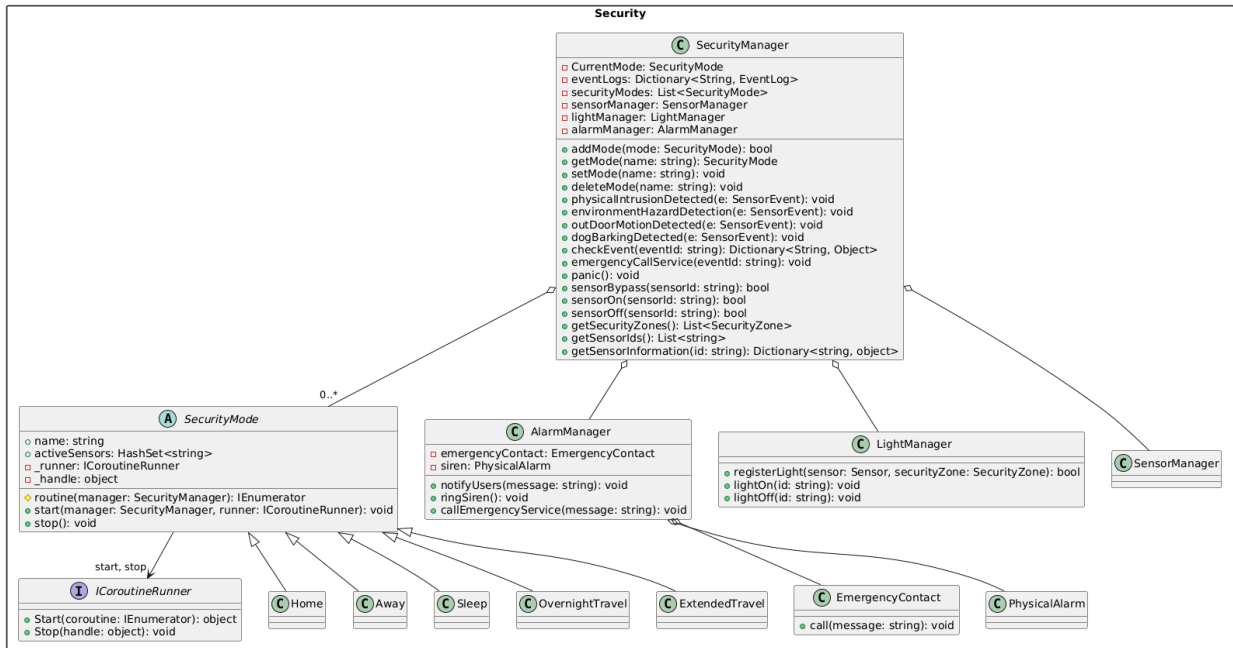 Security
C SecurityManager
CurrentMode: SecurityMode
eventLogs: Dictionary<String, EventLog>
securityModes: List<SecurityMode>
sensorManager: SensorManager
lightManager: LightManager
alarmManager: AlarmManager
addMode(mode: SecurityMode): bool
getMode(name: string): SecurityMode
setMode(name: string): void
deleteMode(name: string): void
physicalIntrusionDetected(e: SensorEvent): void
environmentHazardDetection(e: SensorEvent): void
outDoorMotionDetected(e: SensorEvent): void
dogBarkingDetected(e: SensorEvent): void
checkEvent(eventId: string): Dictionary<String, Object>
emergencyCallService(eventId: string): void
panic(): void
sensorBypass(sensorId: string): bool
sensorOn(sensorId: string): bool
sensorOff(sensorId: string): bool
getSecurityZones(): List<SecurityZone>
getSensorIds(): List<string>
getSensorInformation(id: string): Dictionary<string, object>
0..*
A SecurityMode
name: string
activeSensors: HashSet<string>
_runner: ICoroutineRunner
_handle: object
routine(manager: SecurityManager): IEnumerator
start(manager: SecurityManager, runner: ICoroutineRunner): void
stop(): void
C AlarmManager
emergencyContact: EmergencyContact
siren: PhysicalAlarm
notifyUsers(message: string): void
ringSiren(): void
callEmergencyService(message: string): void
C LightManager
registerLight(sensor: Sensor, securityZone: SecurityZone): bool
lightOn(id: string): void
lightOff(id: string): void
C SensorManager
start, stop
I ICoroutineRunner
Start(coroutine: IEnumerator): object
Stop(handle: object): void
C Home
C Away
C Sleep
C OvernightTravel
C ExtendedTravel
C EmergencyContact
call(message: string): void
C PhysicalAlarm